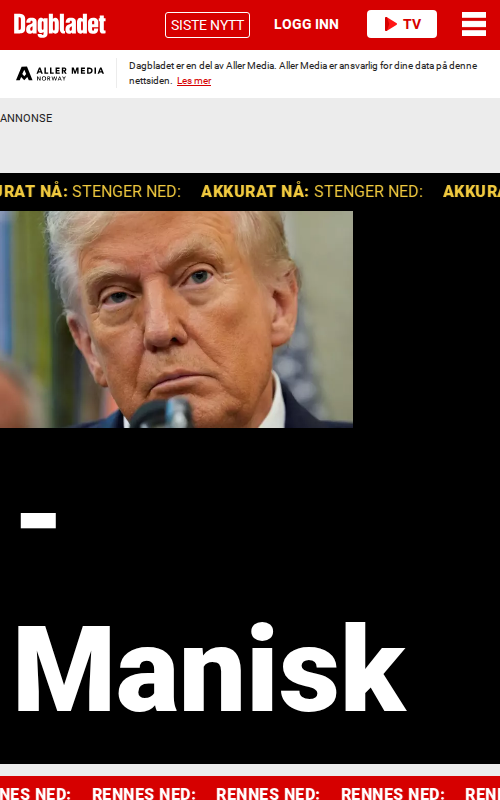 Dagbladet
SISTE NYTT
LOGG INN
TV
ALLER MEDIA
NORWAY
Dagbladet er en del av Aller Media. Aller Media er ansvarlig for dine data på denne
nettsiden. Les mer
ANNONSE
URAT NÅ: STENGER NED: AKKURAT NÅ: STENGER NED: AKKURA
-
Manisk
NES NED: RENNES NED: RENNES NED: RENNES NED: REN